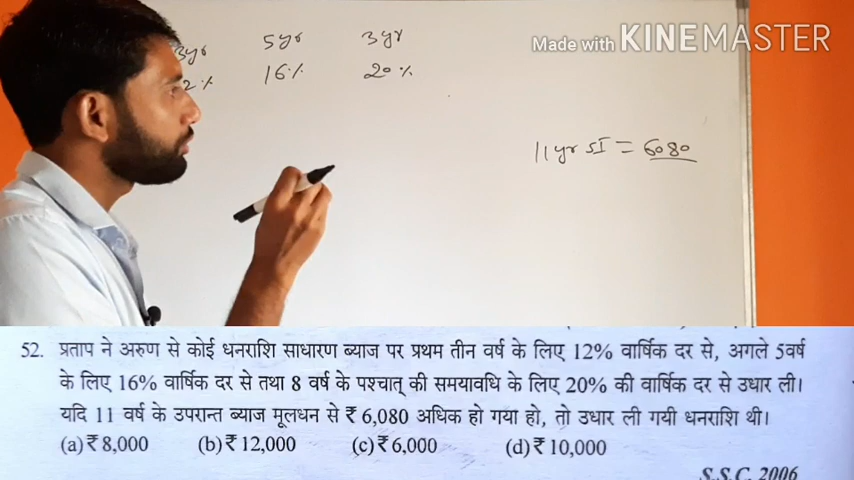 Made with KINEMASTER
3yr 5yr 3yr
2% 16% 20%
11yr SI = 6080
52. प्रताप ने अरुण से कोई धनराशि साधारण ब्याज पर प्रथम तीन वर्ष के लिए 12% वार्षिक दर से, अगले 5वर्ष
के लिए 16% वार्षिक दर से तथा 8 वर्ष के पश्चात् की समयावधि के लिए 20% की वार्षिक दर से उधार ली।
यदि 11 वर्ष के उपरान्त ब्याज मूलधन से ₹ 6,080 अधिक हो गया हो, तो उधार ली गयी धनराशि थी।
(a) ₹ 8,000 (b) ₹ 12,000 (c) ₹ 6,000 (d) ₹ 10,000
S.S.C. 2006